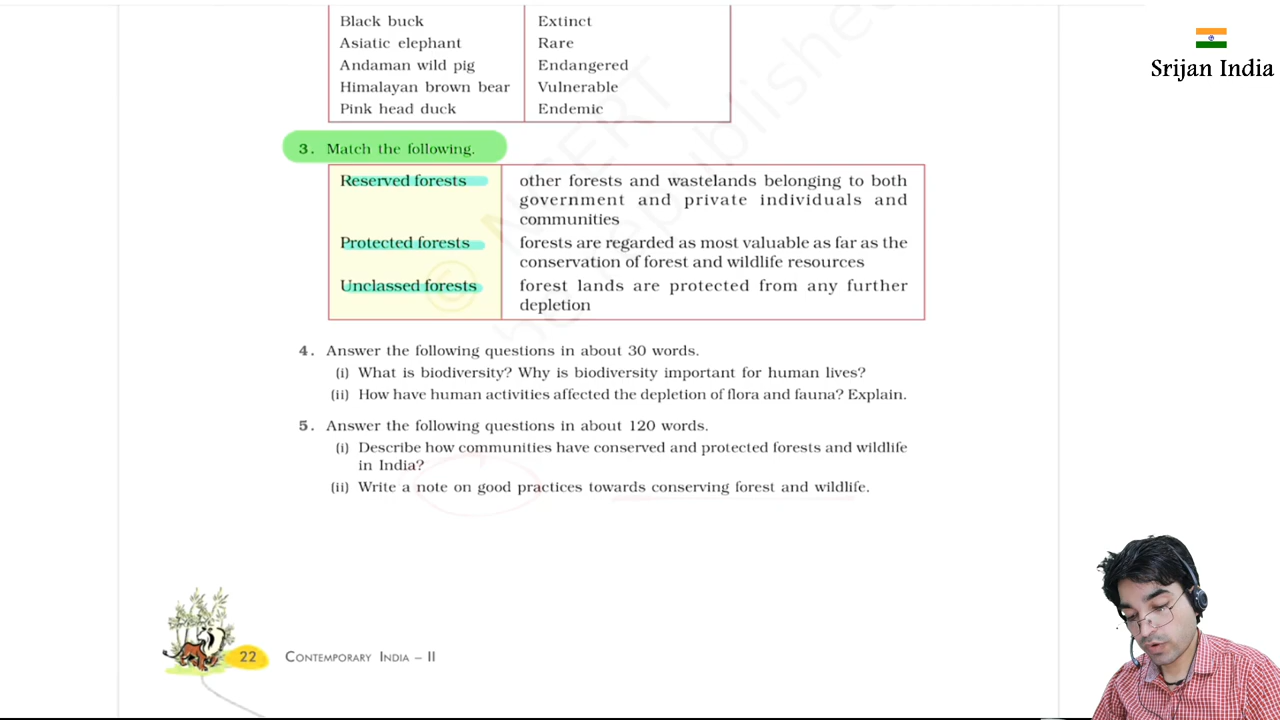 Srijan India
Black buck Extinct
Asiatic elephant Rare
Andaman wild pig Endangered
Himalayan brown bear Vulnerable
Pink head duck Endemic
3. Match the following.
Reserved forests other forests and wastelands belonging to both
government and private individuals and
communities
Protected forests forests are regarded as most valuable as far as the
conservation of forest and wildlife resources
Unclassed forests forest lands are protected from any further
depletion
4. Answer the following questions in about 30 words.
(i) What is biodiversity? Why is biodiversity important for human lives?
(ii) How have human activities affected the depletion of flora and fauna? Explain.
5. Answer the following questions in about 120 words.
(i) Describe how communities have conserved and protected forests and wildlife
in India?
(ii) Write a note on good practices towards conserving forest and wildlife.
22 CONTEMPORARY INDIA – II